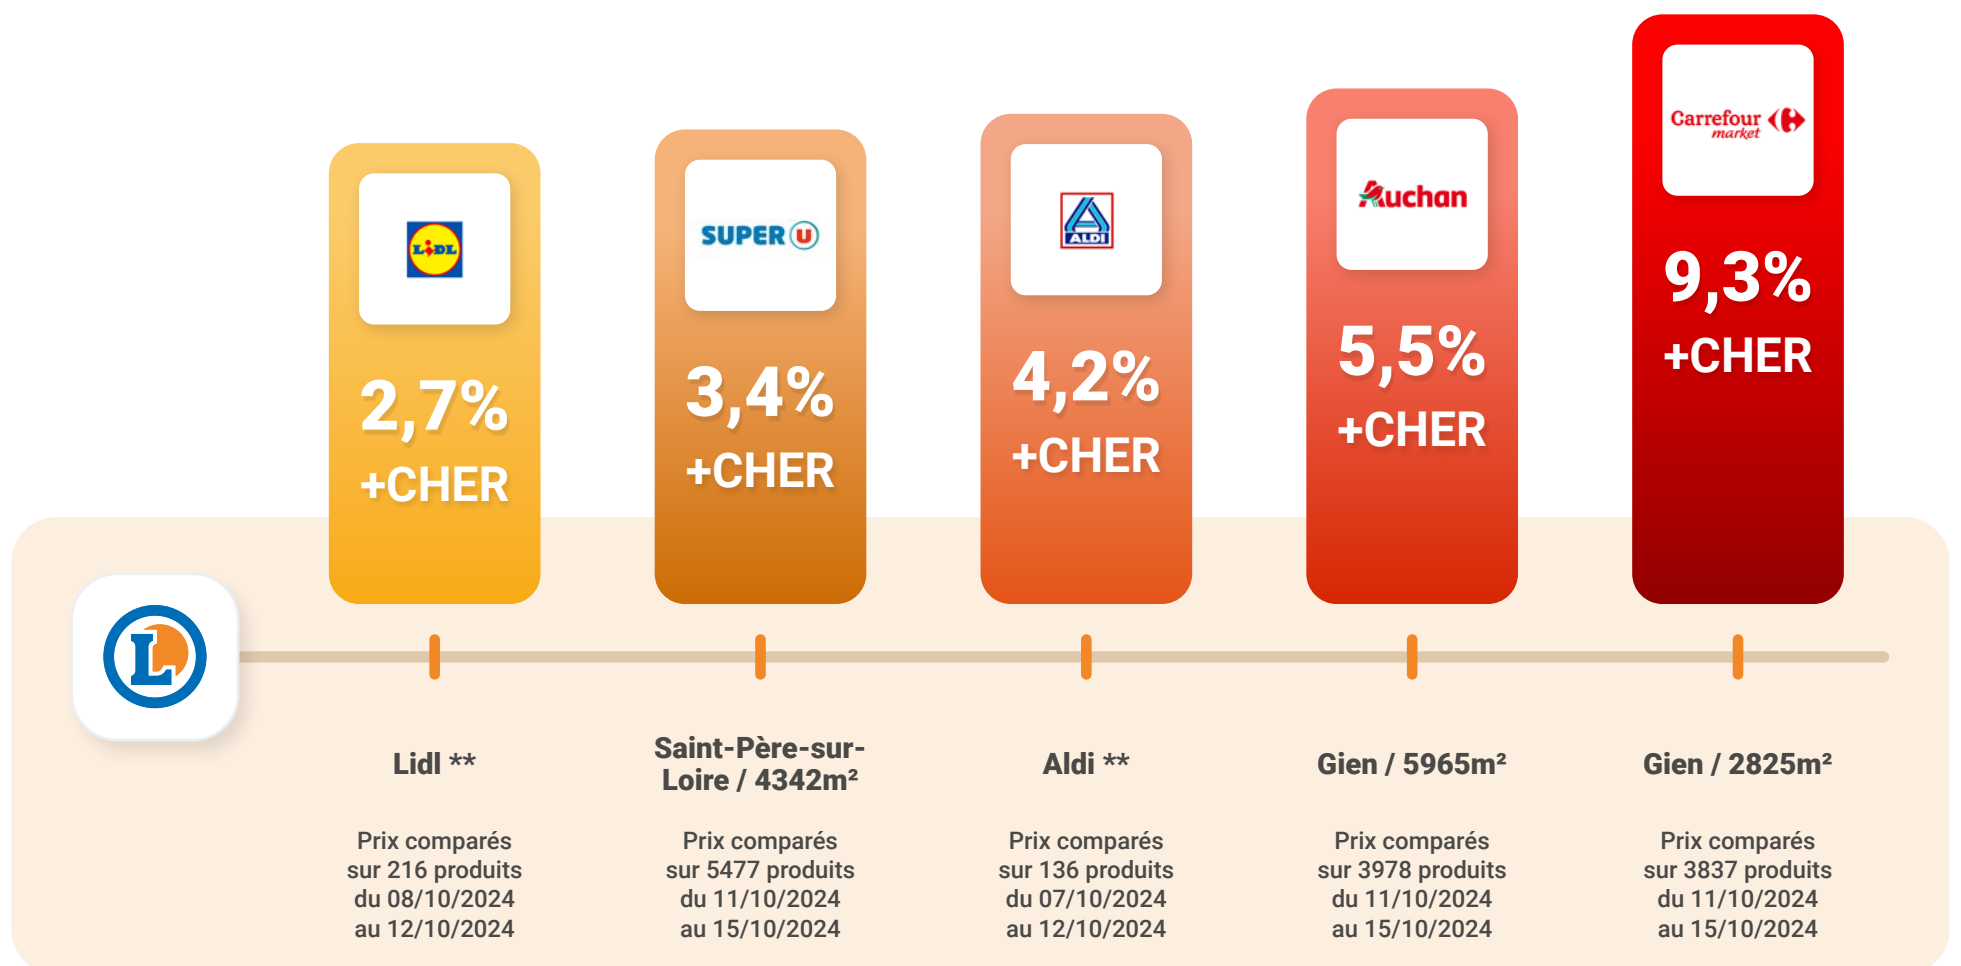 LIDL
2,7%
+CHER
SUPER U
3,4%
+CHER
ALDI
4,2%
+CHER
Auchan
5,5%
+CHER
Carrefour
market
9,3%
+CHER
L
Lidl **
Prix comparés
sur 216 produits
du 08/10/2024
au 12/10/2024
Saint-Père-sur-
Loire / 4342m²
Prix comparés
sur 5477 produits
du 11/10/2024
au 15/10/2024
Aldi **
Prix comparés
sur 136 produits
du 07/10/2024
au 12/10/2024
Gien / 5965m²
Prix comparés
sur 3978 produits
du 11/10/2024
au 15/10/2024
Gien / 2825m²
Prix comparés
sur 3837 produits
du 11/10/2024
au 15/10/2024